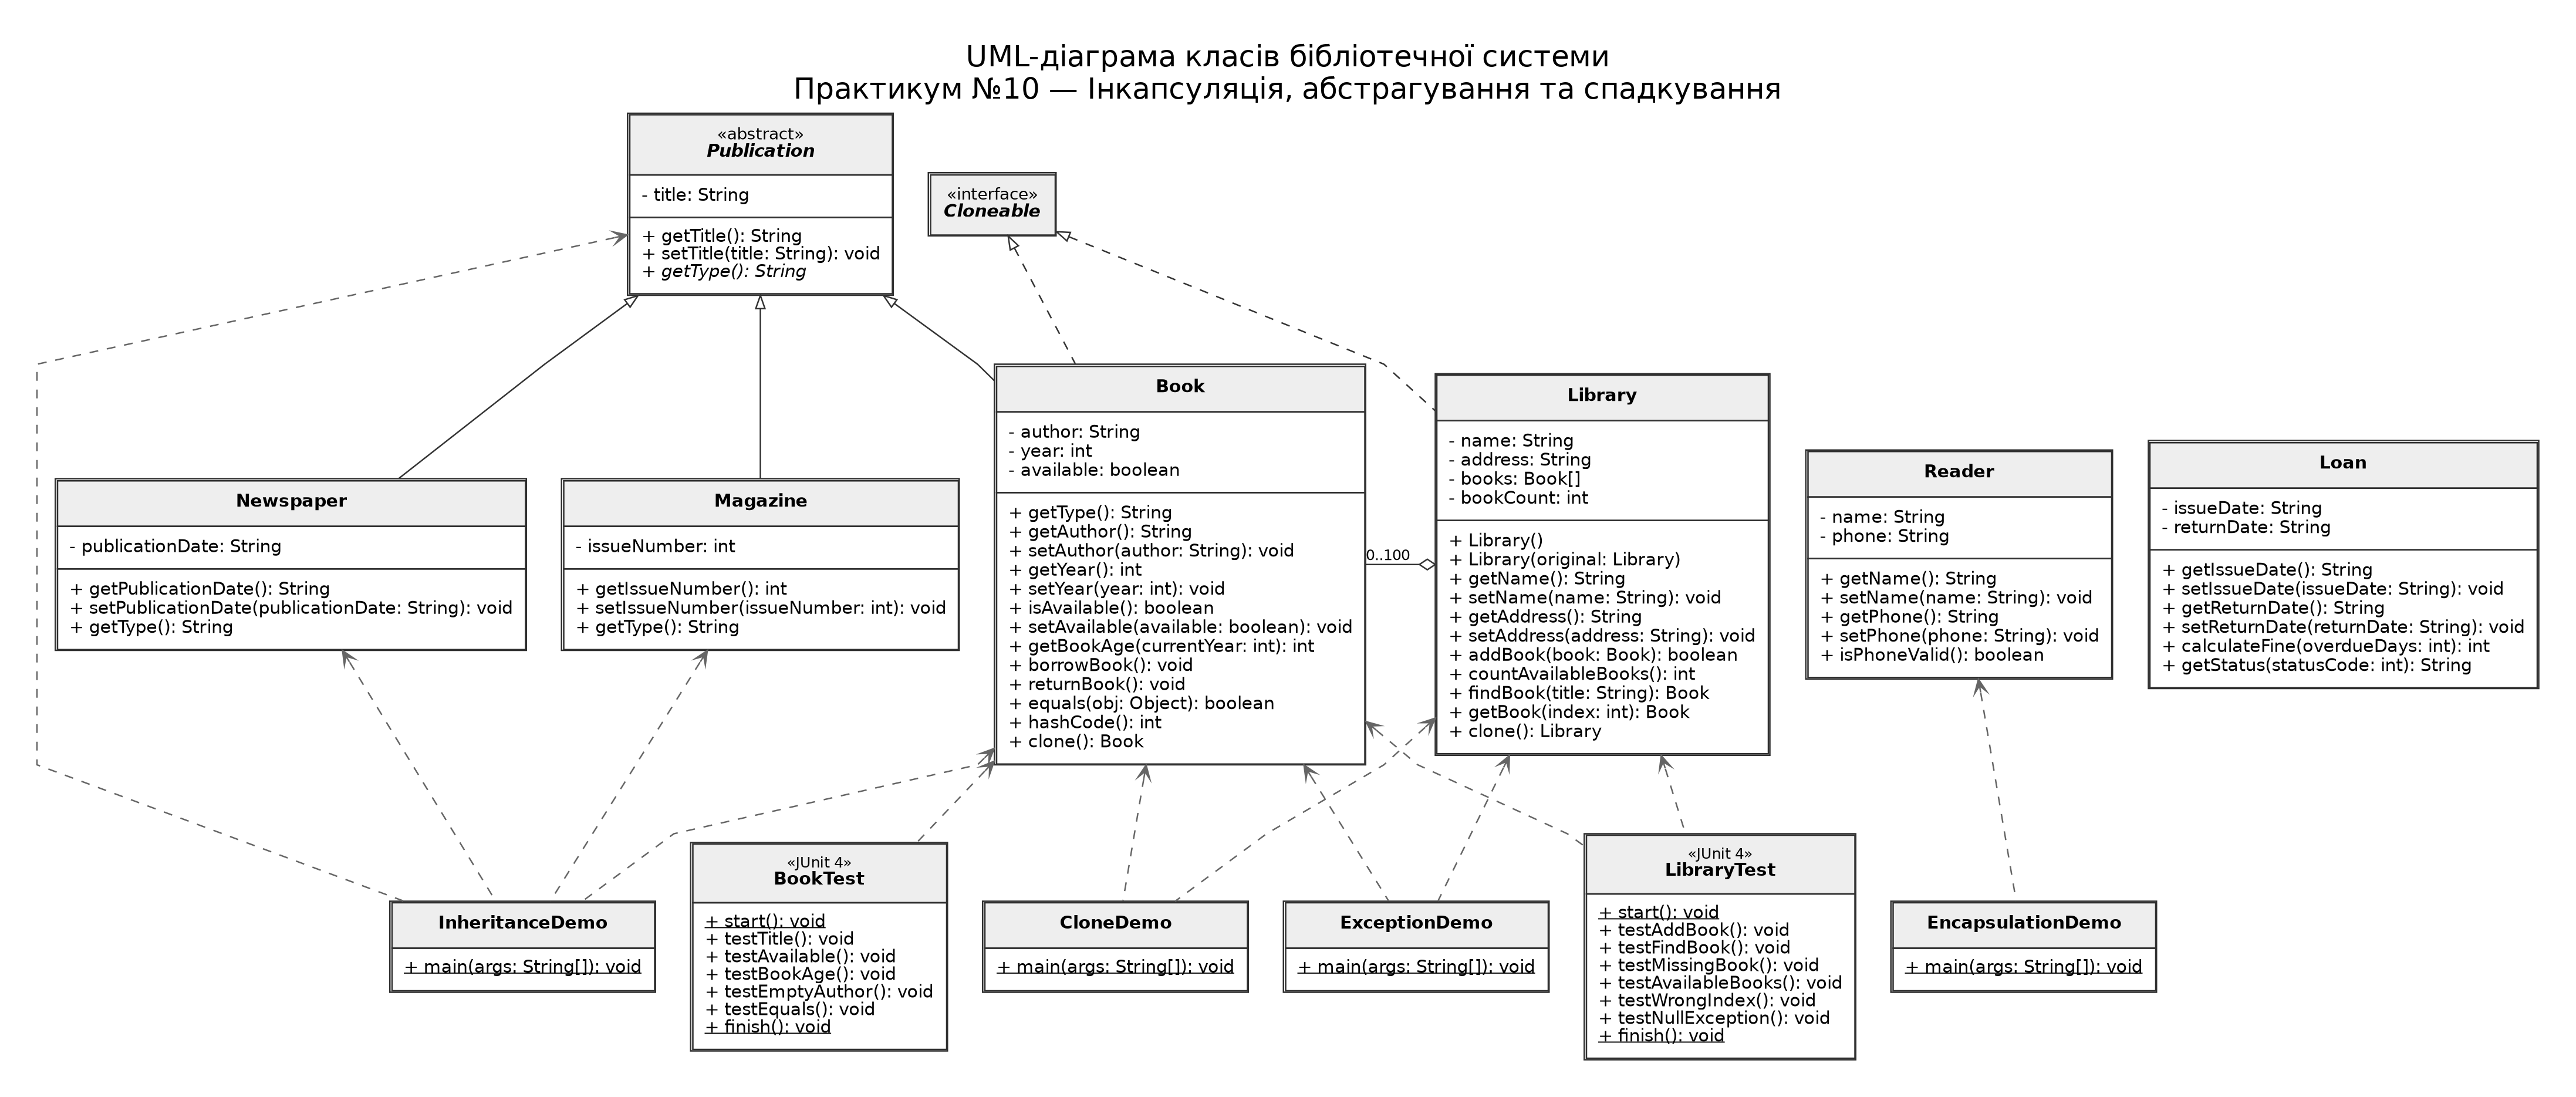 UML-діаграма класів бібліотечної системи
Практикум №10 — Інкапсуляція, абстрагування та спадкування
«abstract»
Publication
- title: String
+ getTitle(): String
+ setTitle(title: String): void
+ getType(): String
«interface»
Cloneable
Newspaper
- publicationDate: String
+ getPublicationDate(): String
+ setPublicationDate(publicationDate: String): void
+ getType(): String
Magazine
- issueNumber: int
+ getIssueNumber(): int
+ setIssueNumber(issueNumber: int): void
+ getType(): String
Book
- author: String
- year: int
- available: boolean
+ getType(): String
+ getAuthor(): String
+ setAuthor(author: String): void
+ getYear(): int
+ setYear(year: int): void
+ isAvailable(): boolean
+ setAvailable(available: boolean): void
+ getBookAge(currentYear: int): int
+ borrowBook(): void
+ returnBook(): void
+ equals(obj: Object): boolean
+ hashCode(): int
+ clone(): Book
0..100
Library
- name: String
- address: String
- books: Book[]
- bookCount: int
+ Library()
+ Library(original: Library)
+ getName(): String
+ setName(name: String): void
+ getAddress(): String
+ setAddress(address: String): void
+ addBook(book: Book): boolean
+ countAvailableBooks(): int
+ findBook(title: String): Book
+ getBook(index: int): Book
+ clone(): Library
Reader
- name: String
- phone: String
+ getName(): String
+ setName(name: String): void
+ getPhone(): String
+ setPhone(phone: String): void
+ isPhoneValid(): boolean
Loan
- issueDate: String
- returnDate: String
+ getIssueDate(): String
+ setIssueDate(issueDate: String): void
+ getReturnDate(): String
+ setReturnDate(returnDate: String): void
+ calculateFine(overdueDays: int): int
+ getStatus(statusCode: int): String
InheritanceDemo
+ main(args: String[]): void
«JUnit 4»
BookTest
+ start(): void
+ testTitle(): void
+ testAvailable(): void
+ testBookAge(): void
+ testEmptyAuthor(): void
+ testEquals(): void
+ finish(): void
CloneDemo
+ main(args: String[]): void
ExceptionDemo
+ main(args: String[]): void
«JUnit 4»
LibraryTest
+ start(): void
+ testAddBook(): void
+ testFindBook(): void
+ testMissingBook(): void
+ testAvailableBooks(): void
+ testWrongIndex(): void
+ testNullException(): void
+ finish(): void
EncapsulationDemo
+ main(args: String[]): void